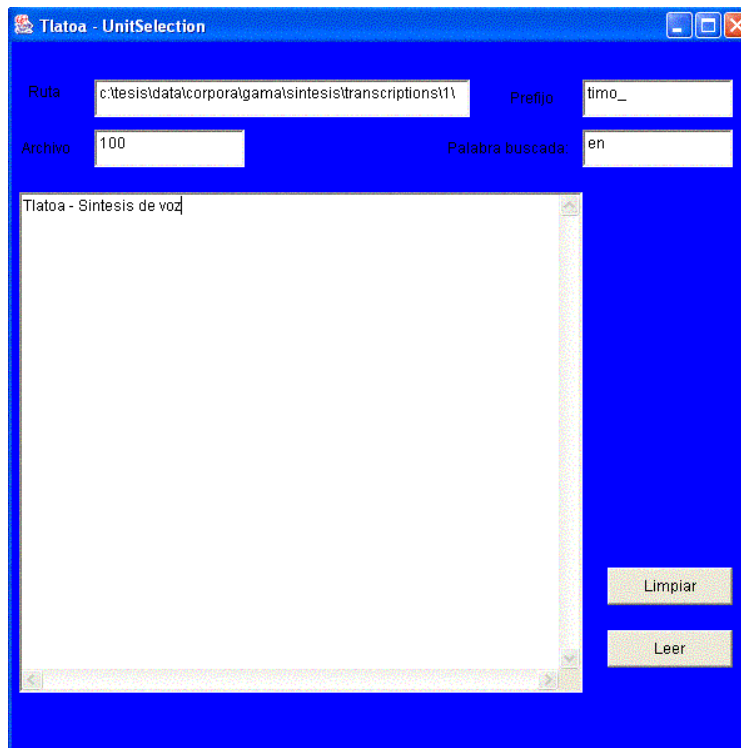 Tlatoa - UnitSelection
Ruta c:\tesis\data\corpora\gama\sintesis\transcriptions\1\ Prefijo timo_
Archivo 100 Palabra buscada: en
Tlatoa - Sintesis de voz
Limpiar
Leer